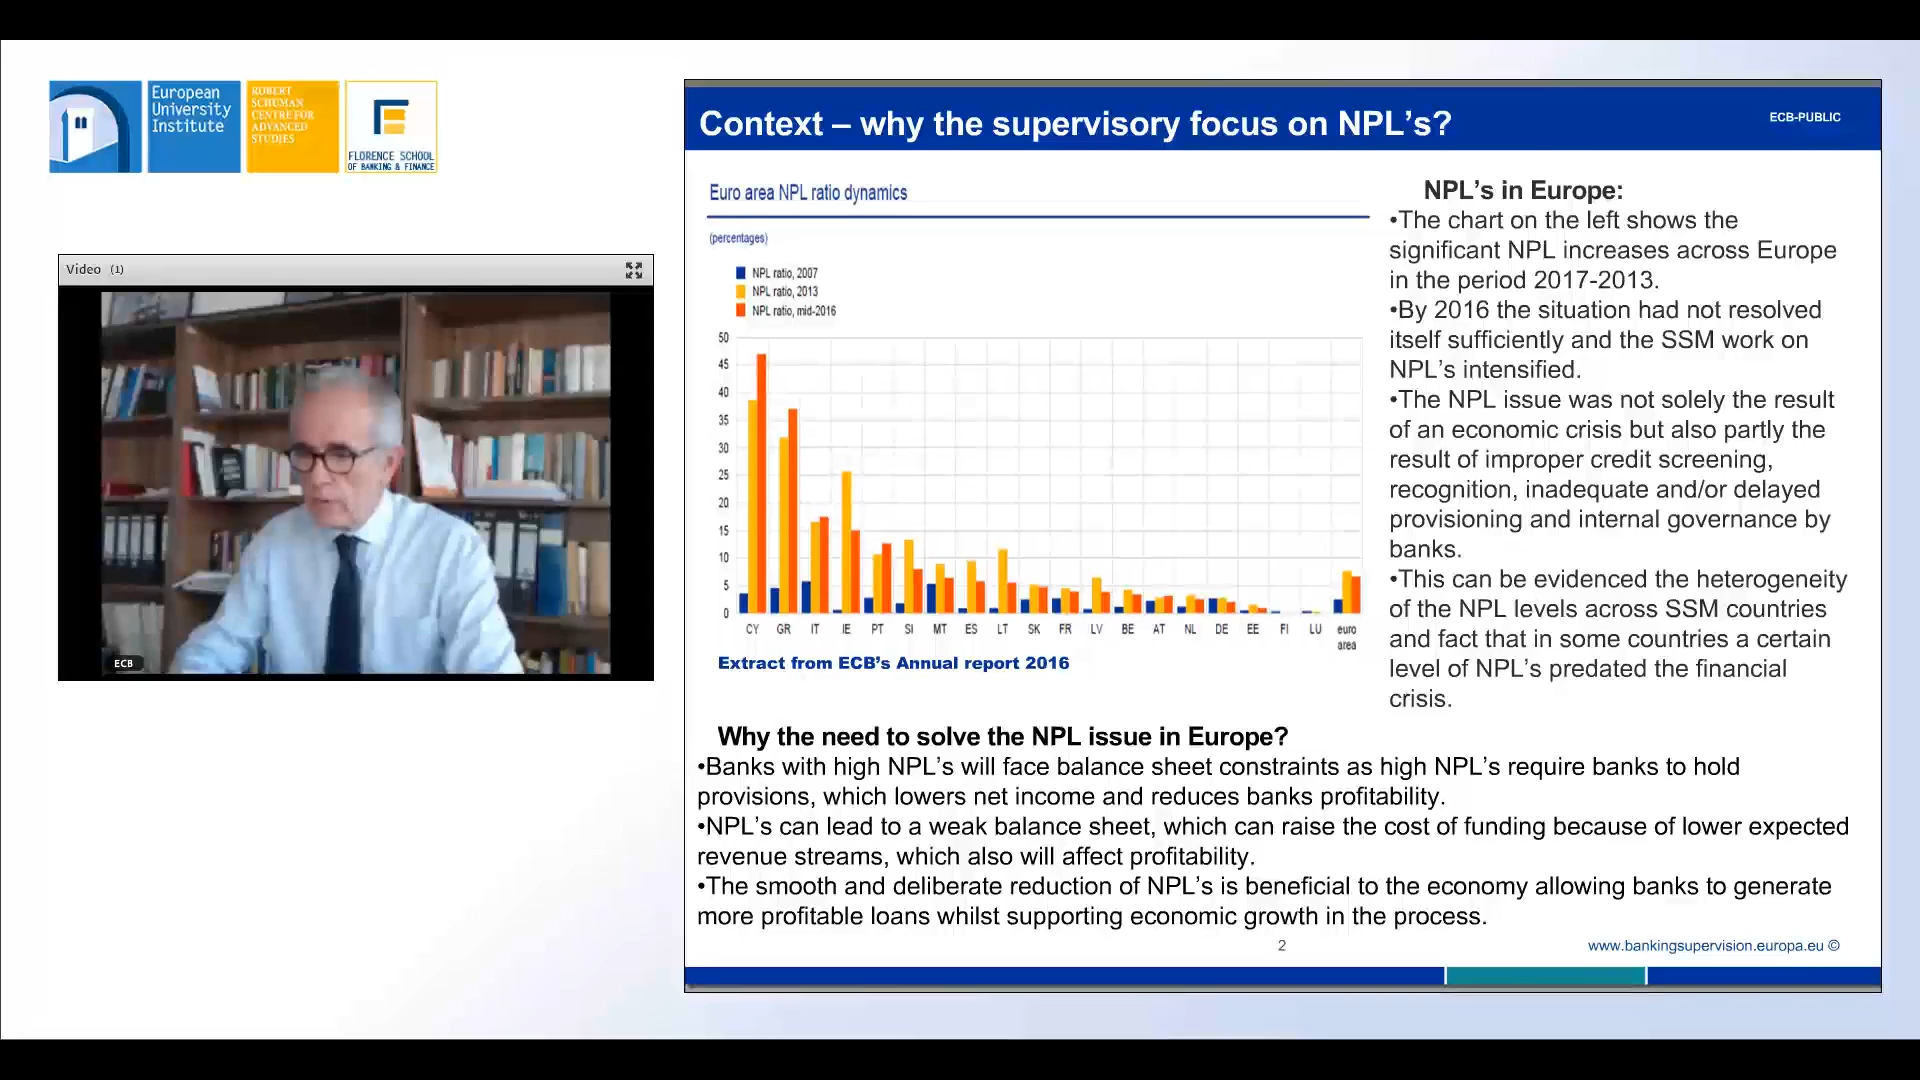 European
University
Institute
ROBERT
SCHUMAN
CENTRE FOR
ADVANCED
STUDIES
FLORENCE SCHOOL
OF BANKING & FINANCE
Video (1)
ECB
Context – why the supervisory focus on NPL's?
ECB-PUBLIC
Euro area NPL ratio dynamics
(percentages)
NPL ratio, 2007
NPL ratio, 2013
NPL ratio, mid-2016
50
45
40
35
30
25
20
15
10
5
0
CY GR IT IE PT SI MT ES LT SK FR LV BE AT NL DE EE FI LU euro
area
Extract from ECB's Annual report 2016
NPL's in Europe:
•The chart on the left shows the
significant NPL increases across Europe
in the period 2017-2013.
•By 2016 the situation had not resolved
itself sufficiently and the SSM work on
NPL's intensified.
•The NPL issue was not solely the result
of an economic crisis but also partly the
result of improper credit screening,
recognition, inadequate and/or delayed
provisioning and internal governance by
banks.
•This can be evidenced the heterogeneity
of the NPL levels across SSM countries
and fact that in some countries a certain
level of NPL's predated the financial
crisis.
Why the need to solve the NPL issue in Europe?
•Banks with high NPL's will face balance sheet constraints as high NPL's require banks to hold
provisions, which lowers net income and reduces banks profitability.
•NPL's can lead to a weak balance sheet, which can raise the cost of funding because of lower expected
revenue streams, which also will affect profitability.
•The smooth and deliberate reduction of NPL's is beneficial to the economy allowing banks to generate
more profitable loans whilst supporting economic growth in the process.
2
www.bankingsupervision.europa.eu ©